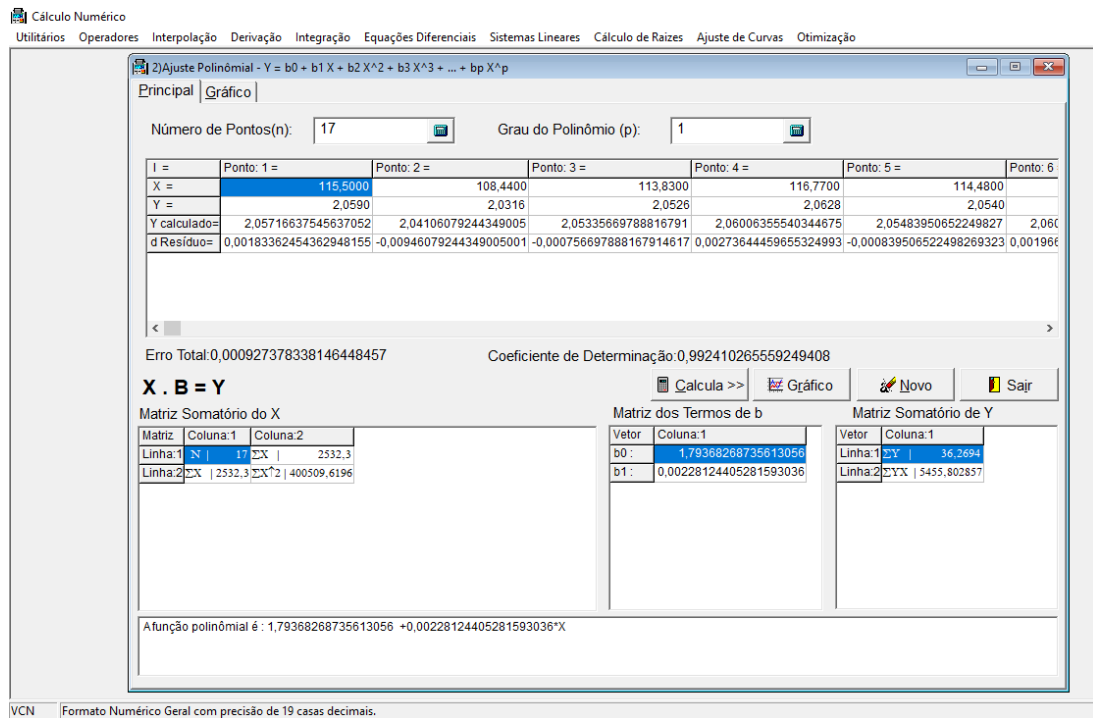 Cálculo Numérico
Utilitários Operadores Interpolação Derivação Integração Equações Diferenciais Sistemas Lineares Cálculo de Raizes Ajuste de Curvas Otimização
2)Ajuste Polinômial - Y = b0 + b1 X + b2 X^2 + b3 X^3 + ... + bp X^p
Principal Gráfico
Número de Pontos(n): 17 Grau do Polinômio (p): 1
I = Ponto: 1 = Ponto: 2 = Ponto: 3 = Ponto: 4 = Ponto: 5 = Ponto: 6
X = 115,5000 108,4400 113,8300 116,7700 114,4800
Y = 2,0590 2,0316 2,0526 2,0628 2,0540
Y calculado= 2,05716637545637052 2,04106079244349005 2,05335669788816791 2,06006355540344675 2,05483950652249827 2,060
d Resíduo= 0,00183362454362948155 -0,00946079244349005001 -0,000756697888167914617 0,00273644459655324993 -0,000839506522498269323 0,001966
Erro Total:0,000927378338146448457 Coeficiente de Determinação:0,992410265559249408
X . B = Y
Calcula >> Gráfico Novo Sair
Matriz Somatório do X Matriz dos Termos de b Matriz Somatório de Y
Matriz Coluna:1 Coluna:2 Vetor Coluna:1 Vetor Coluna:1
Linha:1 N | 17 ΣX | 2532,3 b0 : 1,79368268735613056 Linha:1 ΣY | 36,2694
Linha:2 ΣX | 2532,3 ΣX^2 | 400509,6196 b1 : 0,00228124405281593036 Linha:2 ΣYX | 5455,802857
A função polinômial é : 1,79368268735613056 +0,00228124405281593036*X
VCN Formato Numérico Geral com precisão de 19 casas decimais.